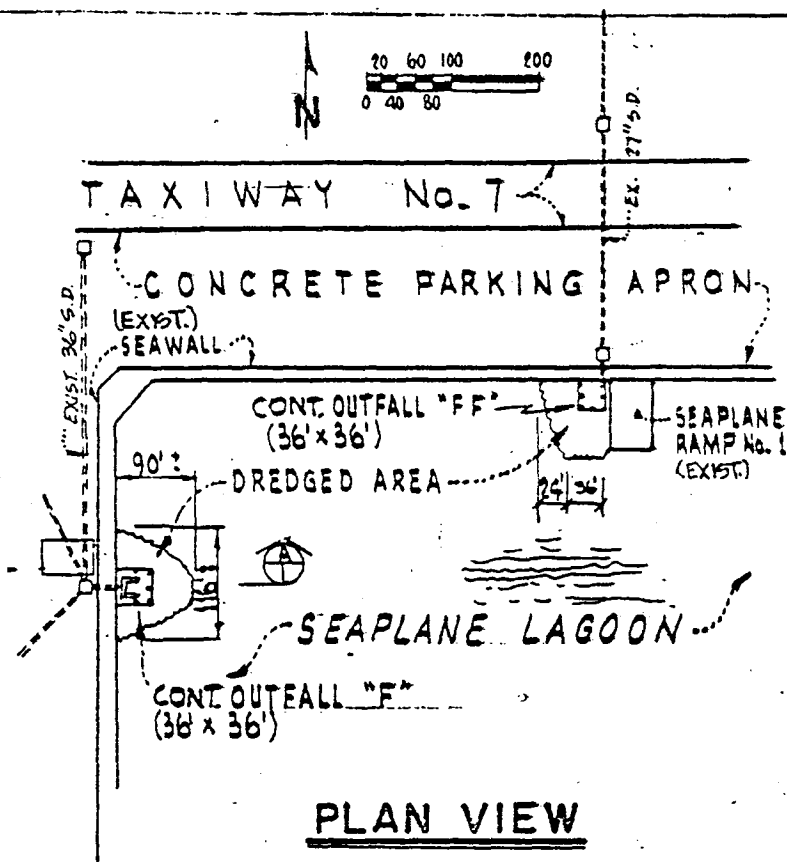 20 60 100 200
0 40 80
N
TAXIWAY No. 7
EX. 27" S.D.
CONCRETE PARKING APRON
(EXIST.)
SEAWALL
EXIST. 36" S.D.
CONT. OUTFALL "FF"
(36' x 36')
SEAPLANE
RAMP No. 1
(EXIST.)
90' ±
DREDGED AREA
24' 36'
A
SEAPLANE LAGOON
CONT. OUTFALL "F"
(36' x 36')
PLAN VIEW